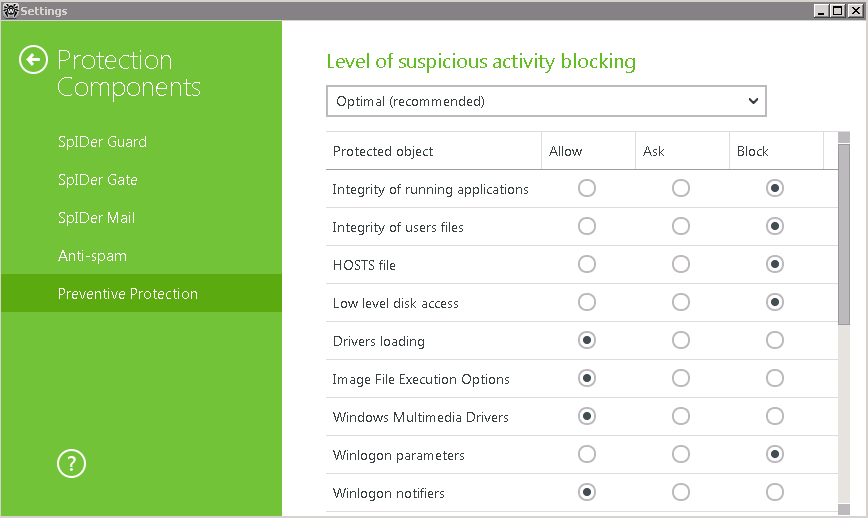 Settings
Protection
Components
SpIDer Guard
SpIDer Gate
SpIDer Mail
Anti-spam
Preventive Protection
?
Level of suspicious activity blocking
Optimal (recommended)
Protected object Allow Ask Block
Integrity of running applications
Integrity of users files
HOSTS file
Low level disk access
Drivers loading
Image File Execution Options
Windows Multimedia Drivers
Winlogon parameters
Winlogon notifiers